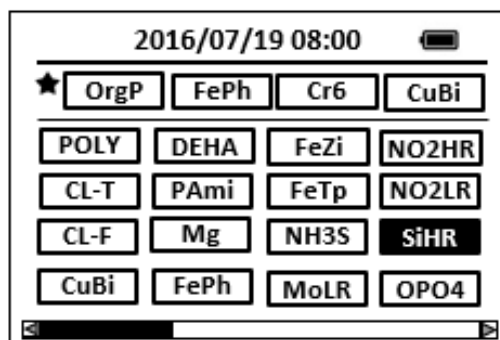 2016/07/19 08:00
OrgP FePh Cr6 CuBi
POLY DEHA FeZi NO2HR
CL-T PAmi FeTp NO2LR
CL-F Mg NH3S SiHR
CuBi FePh MoLR OPO4